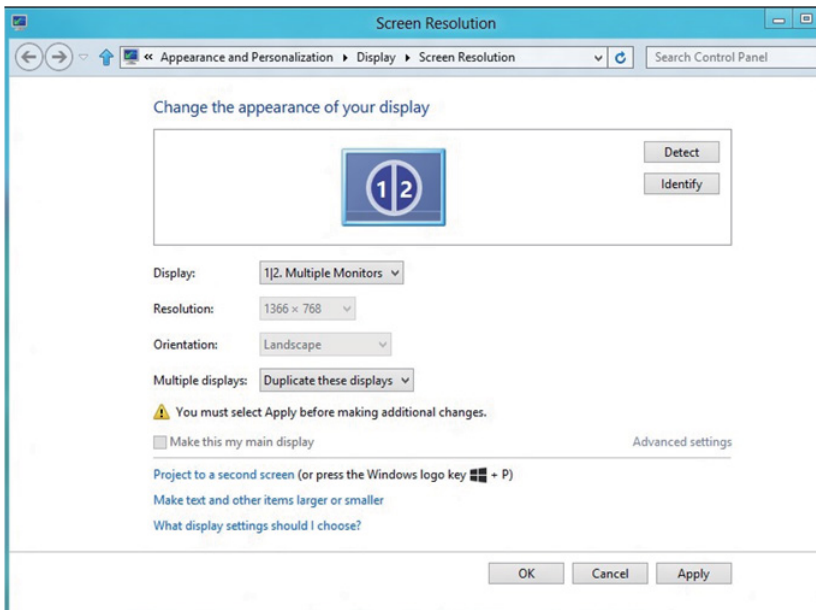 Screen Resolution
« Appearance and Personalization ▸ Display ▸ Screen Resolution
Search Control Panel
Change the appearance of your display
1|2
Detect
Identify
Display: 1|2. Multiple Monitors
Resolution: 1366 × 768
Orientation: Landscape
Multiple displays: Duplicate these displays
You must select Apply before making additional changes.
Make this my main display Advanced settings
Project to a second screen (or press the Windows logo key + P)
Make text and other items larger or smaller
What display settings should I choose?
OK Cancel Apply